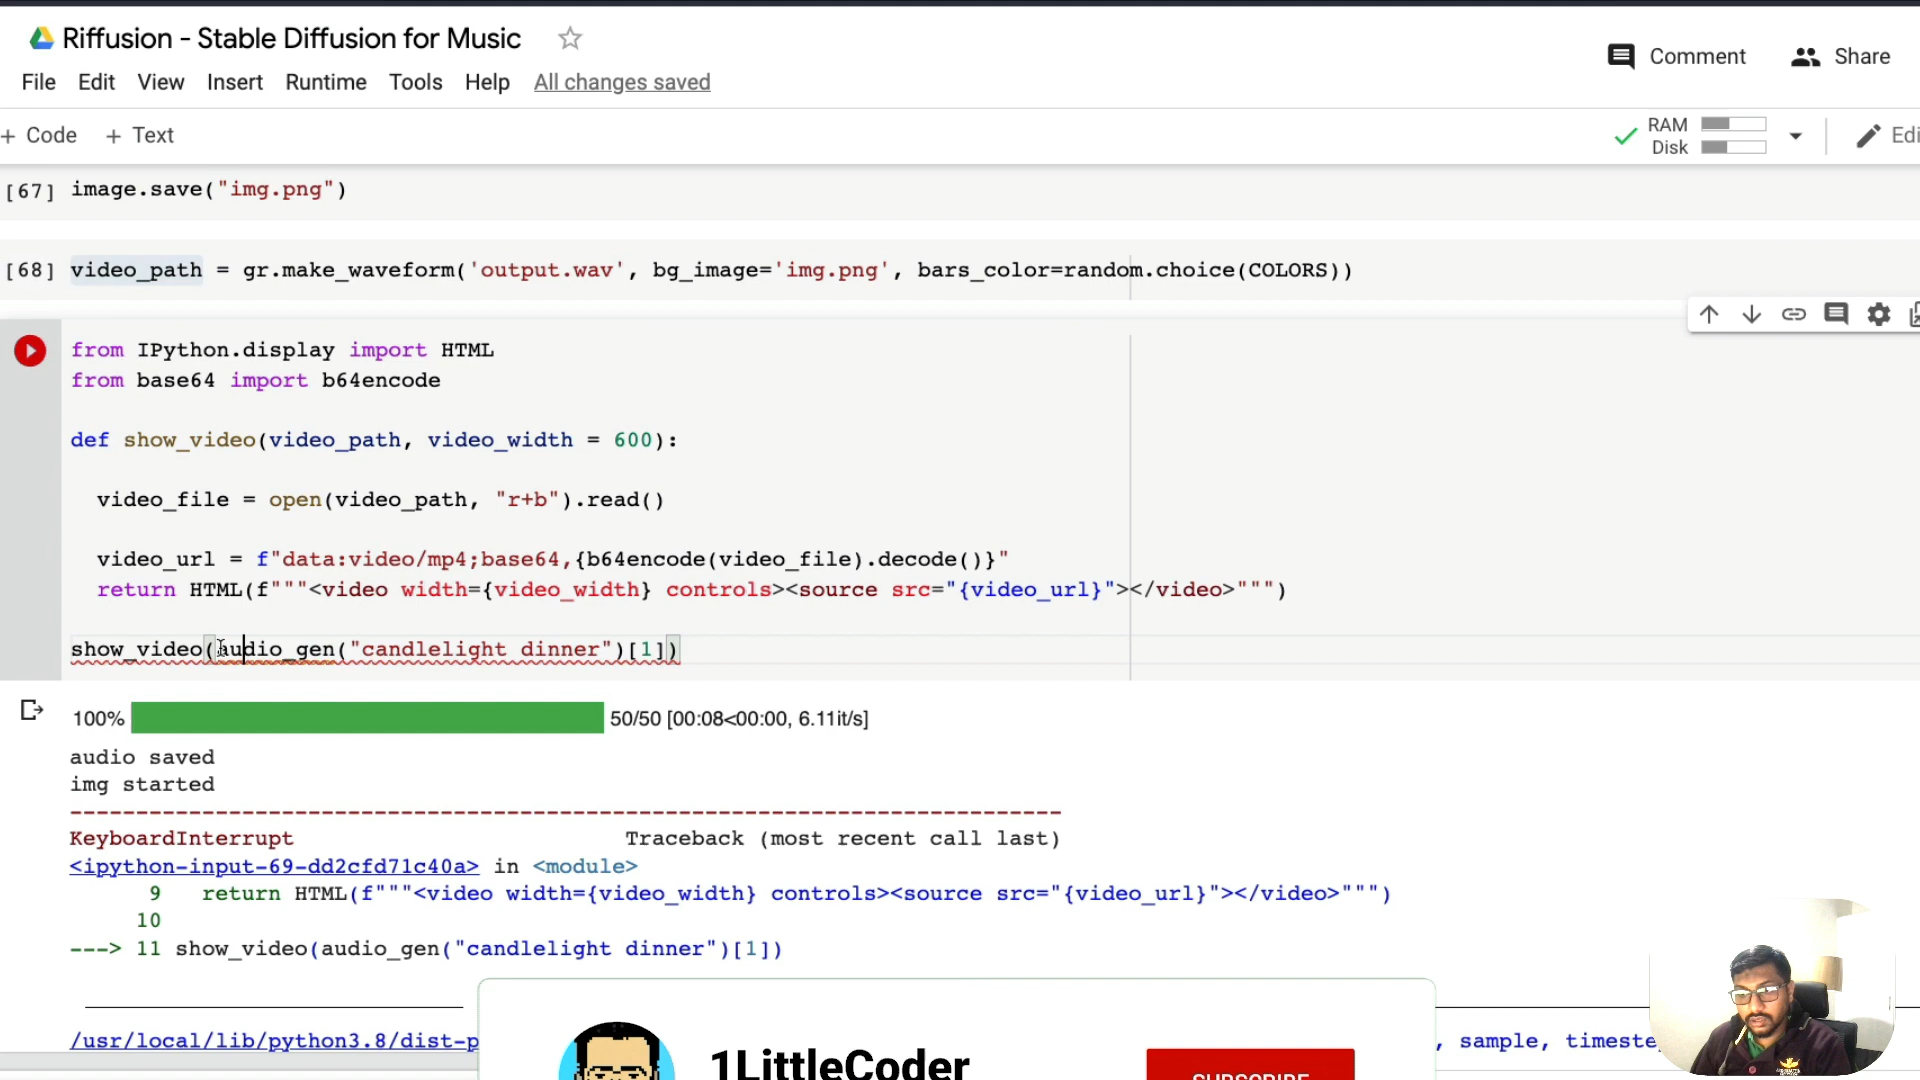 Riffusion - Stable Diffusion for Music
Comment
Share
File Edit View Insert Runtime Tools Help All changes saved
+ Code + Text
RAM
Disk
[67] image.save("img.png")
[68] video_path = gr.make_waveform('output.wav', bg_image='img.png', bars_color=random.choice(COLORS))
from IPython.display import HTML
from base64 import b64encode
def show_video(video_path, video_width = 600):
video_file = open(video_path, "r+b").read()
video_url = f"data:video/mp4;base64,{b64encode(video_file).decode()}"
return HTML(f"""<video width={video_width} controls><source src="{video_url}"></video>""")
show_video(audio_gen("candlelight dinner")[1])
100% 50/50 [00:08<00:00, 6.11it/s]
audio saved
img started
---------------------------------------------------------------------------
KeyboardInterrupt Traceback (most recent call last)
<ipython-input-69-dd2cfd71c40a> in <module>
9 return HTML(f"""<video width={video_width} controls><source src="{video_url}"></video>""")
10
---> 11 show_video(audio_gen("candlelight dinner")[1])
/usr/local/lib/python3.8/dist-p
, sample,
1LittleCoder
SUBSCRIBE